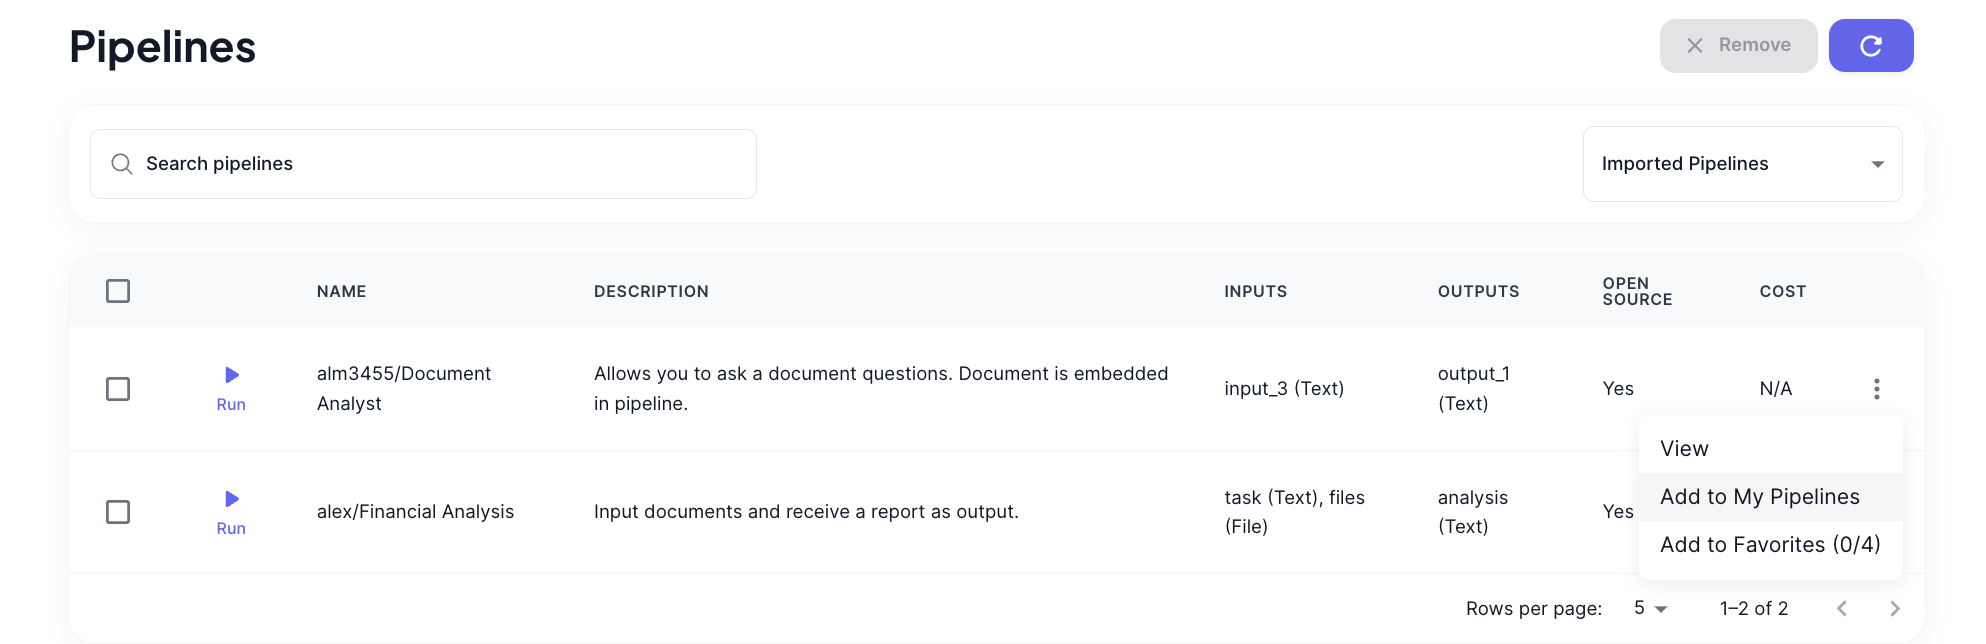 Pipelines
Remove
Search pipelines
Imported Pipelines
NAME
DESCRIPTION
INPUTS
OUTPUTS
OPEN
SOURCE
COST
Run
alm3455/Document
Analyst
Allows you to ask a document questions. Document is embedded
in pipeline.
input_3 (Text)
output_1
(Text)
Yes
N/A
View
Add to My Pipelines
Add to Favorites (0/4)
Run
alex/Financial Analysis
Input documents and receive a report as output.
task (Text), files
(File)
analysis
(Text)
Yes
Rows per page:
5
1–2 of 2